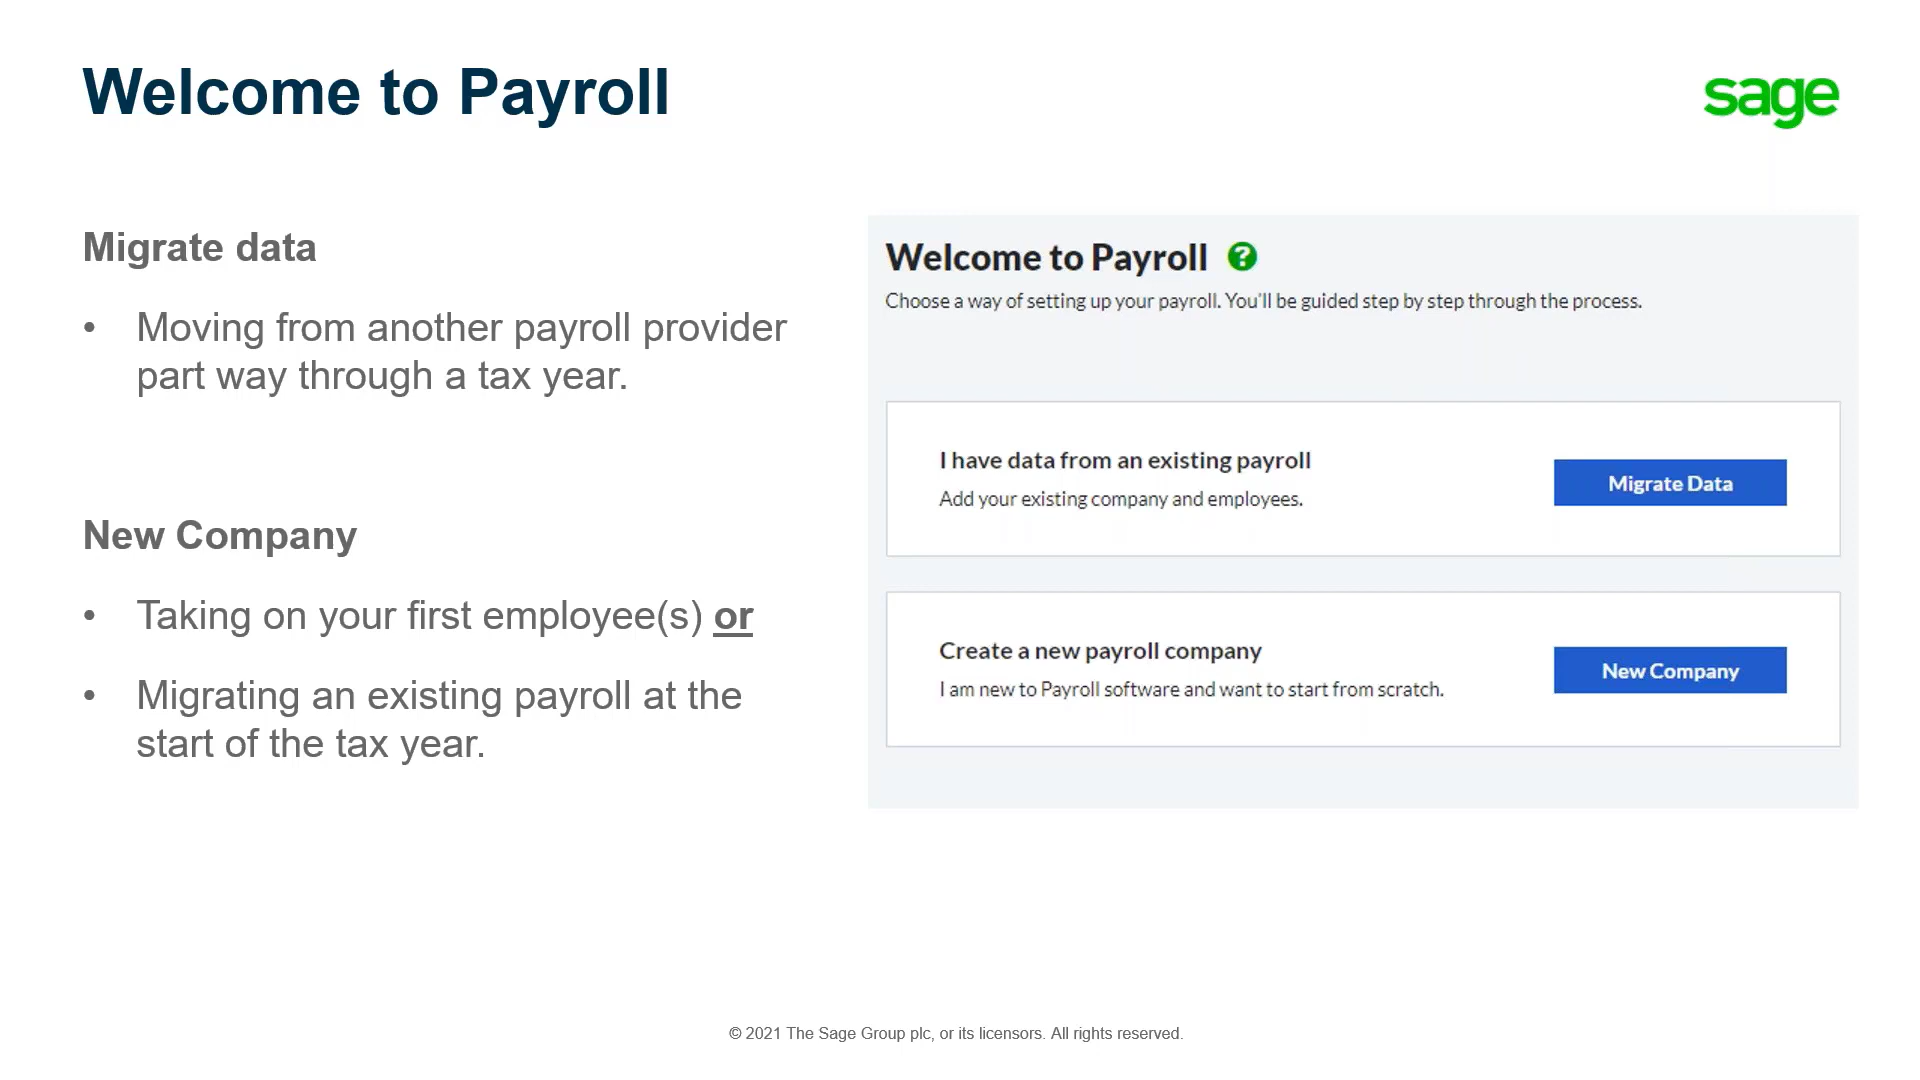 Welcome to Payroll
sage
Migrate data
• Moving from another payroll provider
part way through a tax year.
New Company
• Taking on your first employee(s) or
• Migrating an existing payroll at the
start of the tax year.
Welcome to Payroll ?
Choose a way of setting up your payroll. You'll be guided step by step through the process.
I have data from an existing payroll
Add your existing company and employees.
Migrate Data
Create a new payroll company
I am new to Payroll software and want to start from scratch.
New Company
© 2021 The Sage Group plc, or its licensors. All rights reserved.